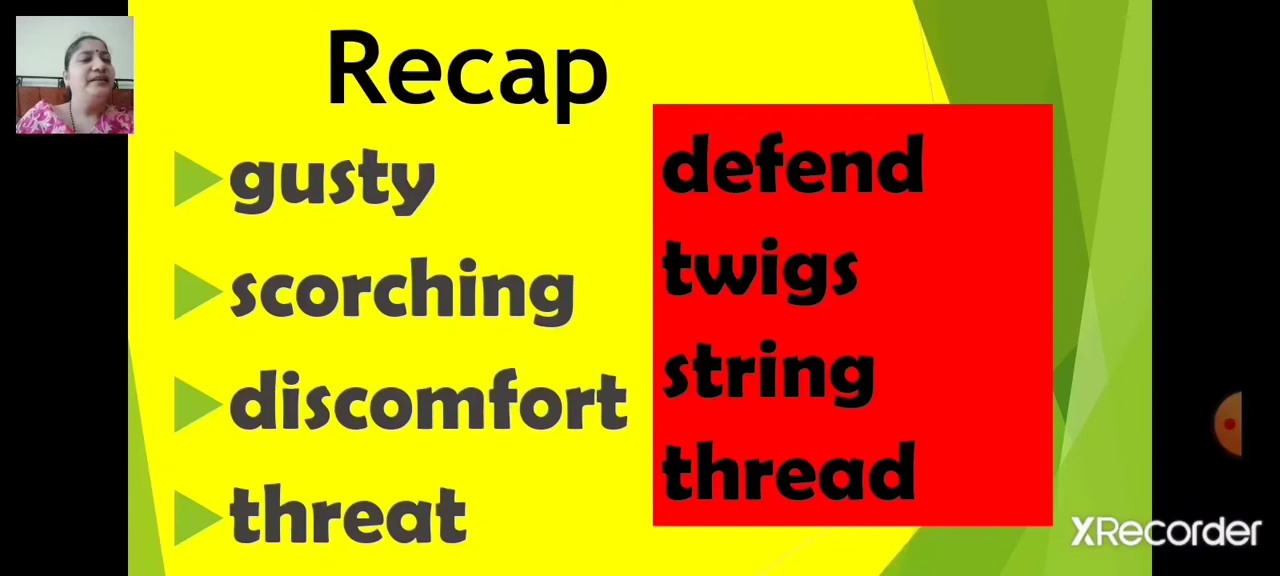 Recap
gusty
scorching
discomfort
threat
defend
twigs
string
thread
XRecorder